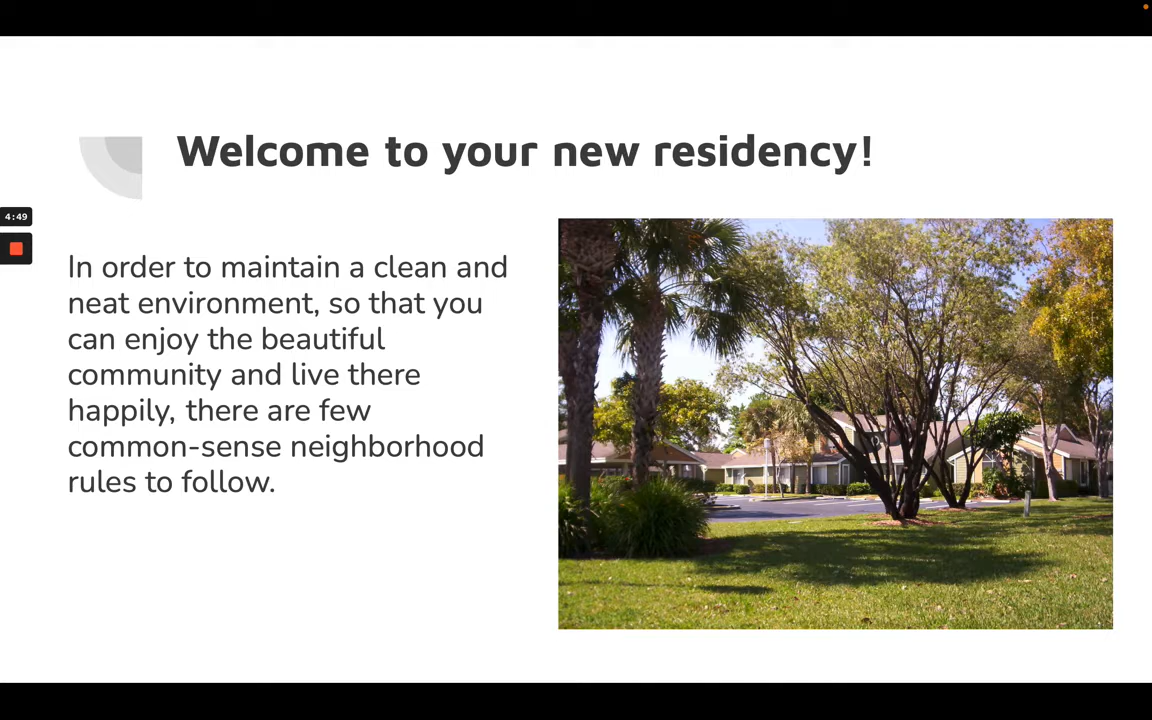 Welcome to your new residency!
4:49
In order to maintain a clean and
neat environment, so that you
can enjoy the beautiful
community and live there
happily, there are few
common-sense neighborhood
rules to follow.